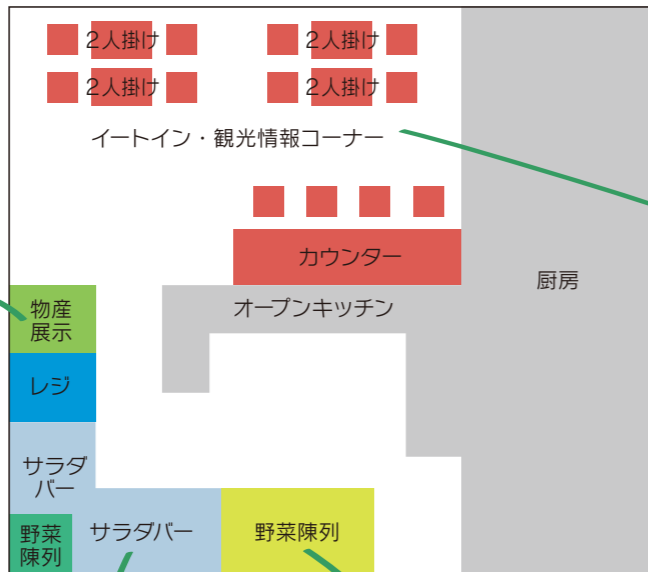 2人掛け 2人掛け
2人掛け 2人掛け
イートイン・観光情報コーナー
カウンター
厨房
オープンキッチン
物産
展示
レジ
サラダ
バー
野菜
陳列
サラダバー
野菜陳列